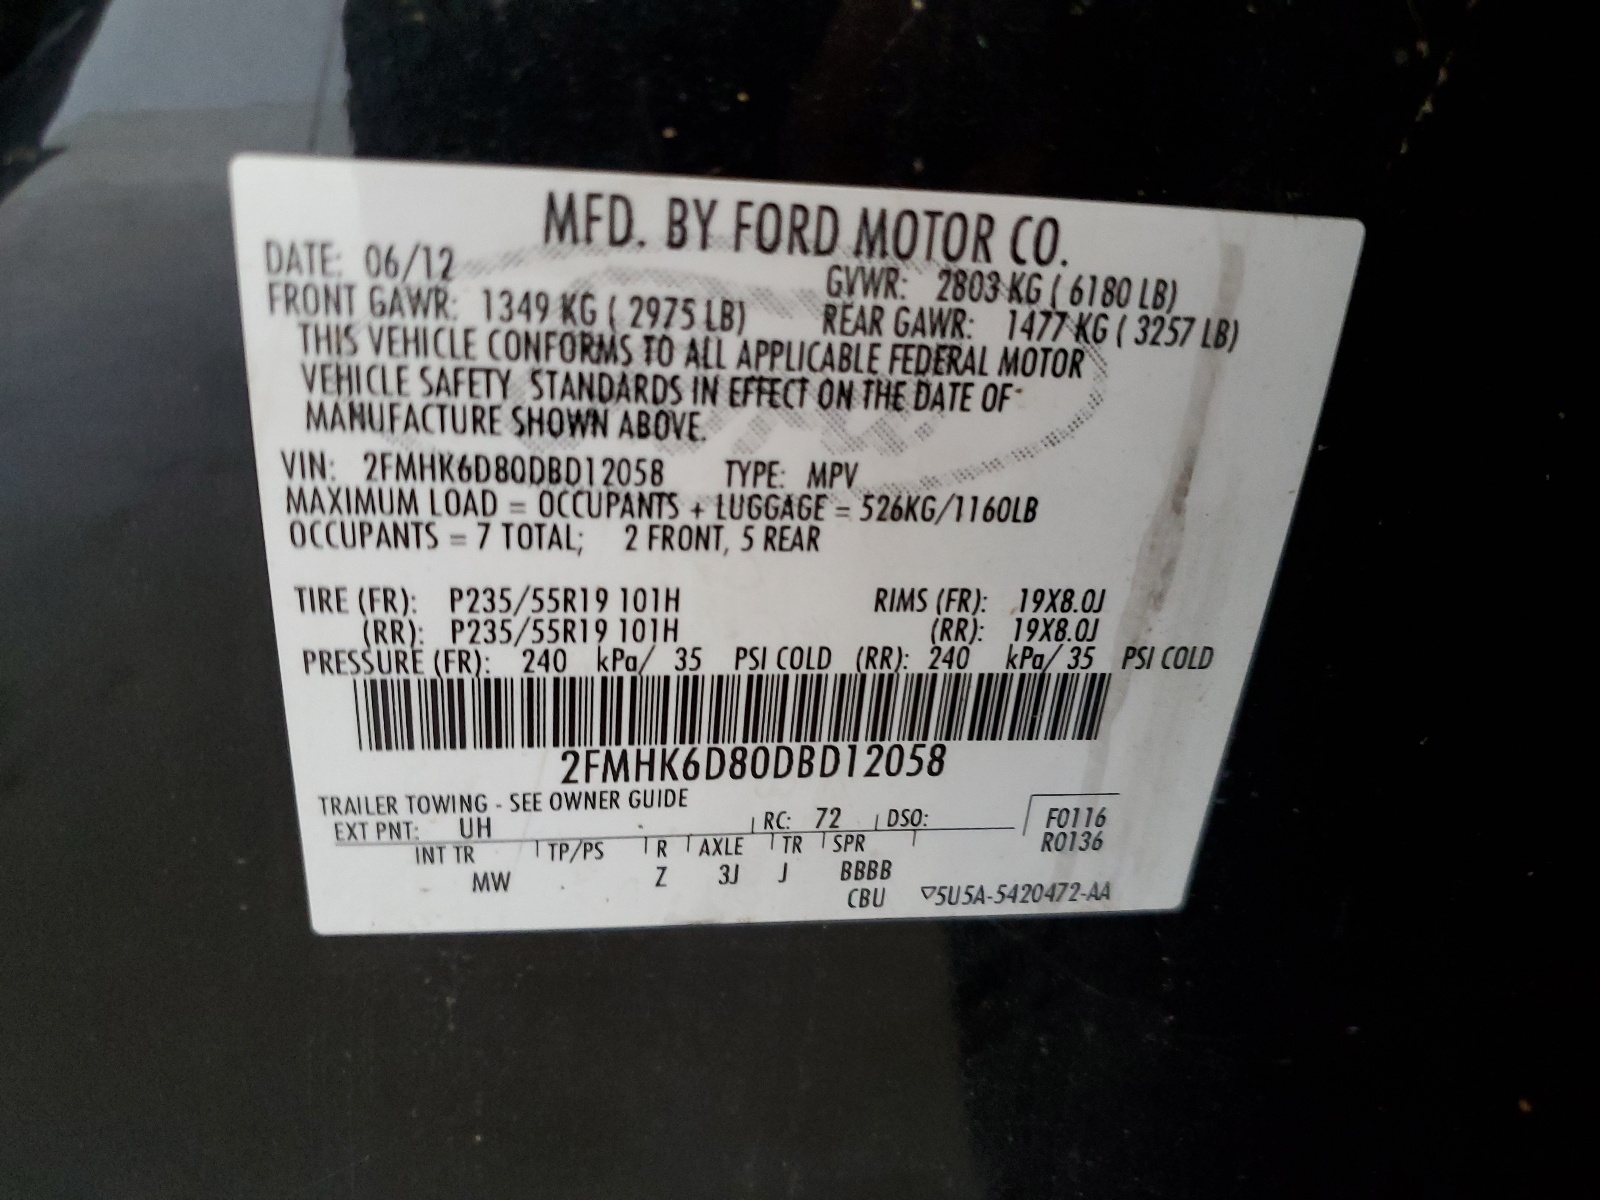 MFD. BY FORD MOTOR CO.
DATE: 06/12 GVWR: 2803 KG ( 6180 LB)
FRONT GAWR: 1349 KG ( 2975 LB) REAR GAWR: 1477 KG ( 3257 LB)
THIS VEHICLE CONFORMS TO ALL APPLICABLE FEDERAL MOTOR
VEHICLE SAFETY STANDARDS IN EFFECT ON THE DATE OF
MANUFACTURE SHOWN ABOVE.
VIN: 2FMHK6D80DBD12058 TYPE: MPV
MAXIMUM LOAD = OCCUPANTS + LUGGAGE = 526KG/1160LB
OCCUPANTS = 7 TOTAL; 2 FRONT, 5 REAR
TIRE (FR): P235/55R19 101H RIMS (FR): 19X8.0J
(RR): P235/55R19 101H (RR): 19X8.0J
PRESSURE (FR): 240 kPa/ 35 PSI COLD (RR): 240 kPa/ 35 PSI COLD
2FMHK6D80DBD12058
TRAILER TOWING - SEE OWNER GUIDE
EXT PNT: UH RC: 72 DSO: F0116
R0136
INT TR TP/PS R AXLE TR SPR
MW Z 3J J BBBB
CBU ▽5U5A-5420472-AA